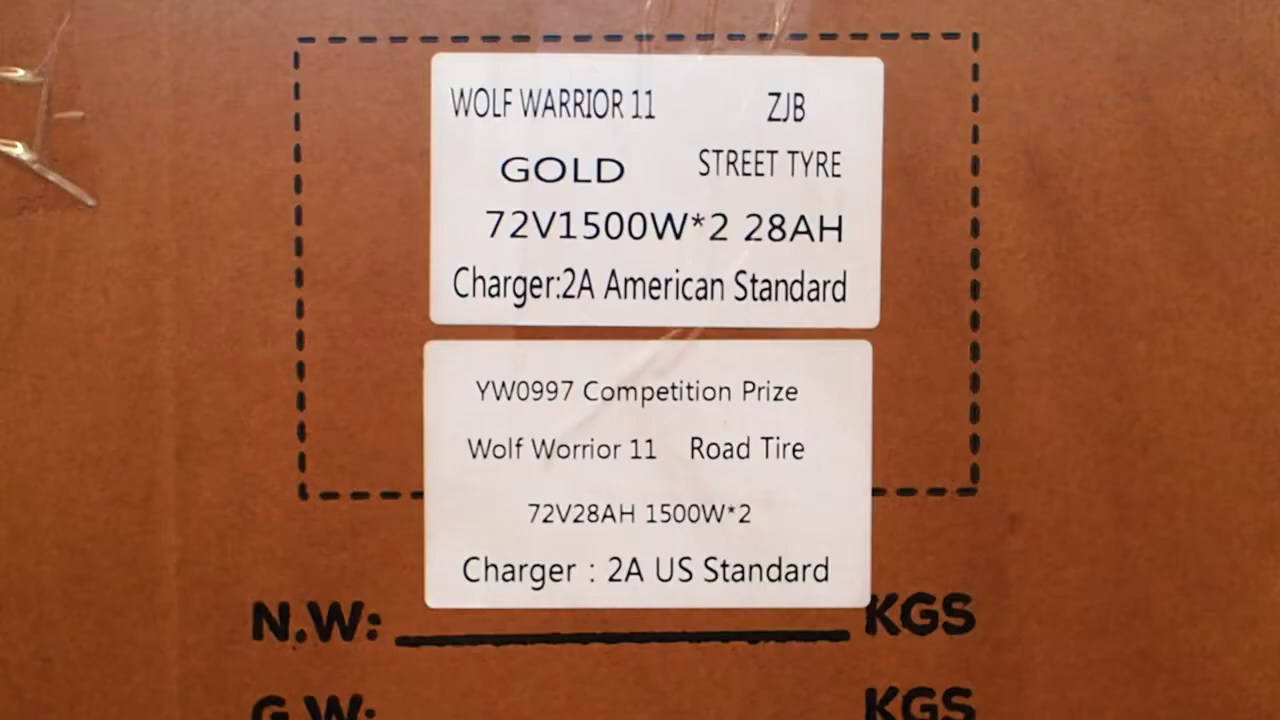 WOLF WARRIOR 11 ZJB
GOLD STREET TYRE
72V1500W*2 28AH
Charger:2A American Standard
YW0997 Competition Prize
Wolf Worrior 11 Road Tire
72V28AH 1500W*2
Charger : 2A US Standard
N.W: KGS
G.W: KGS